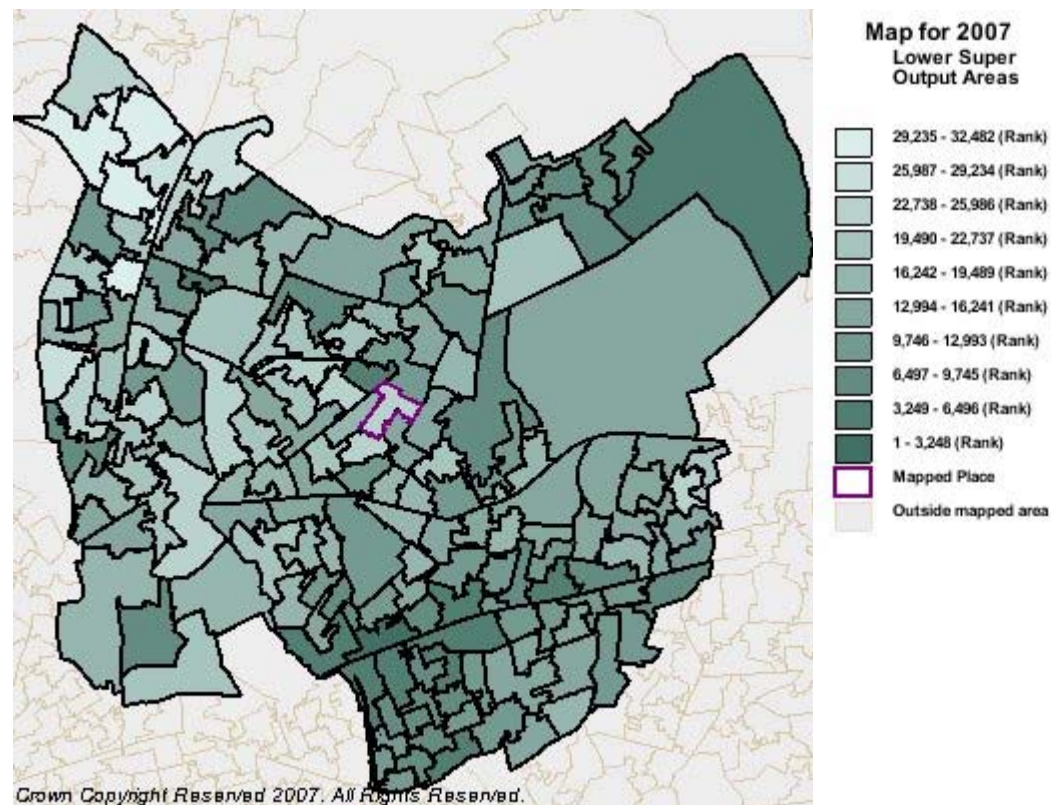 Map for 2007
Lower Super
Output Areas
29,235 - 32,482 (Rank)
25,987 - 29,234 (Rank)
22,738 - 25,986 (Rank)
19,490 - 22,737 (Rank)
16,242 - 19,489 (Rank)
12,994 - 16,241 (Rank)
9,746 - 12,993 (Rank)
6,497 - 9,745 (Rank)
3,249 - 6,496 (Rank)
1 - 3,248 (Rank)
Mapped Place
Outside mapped area
Crown Copyright Reserved 2007. All Rights Reserved.